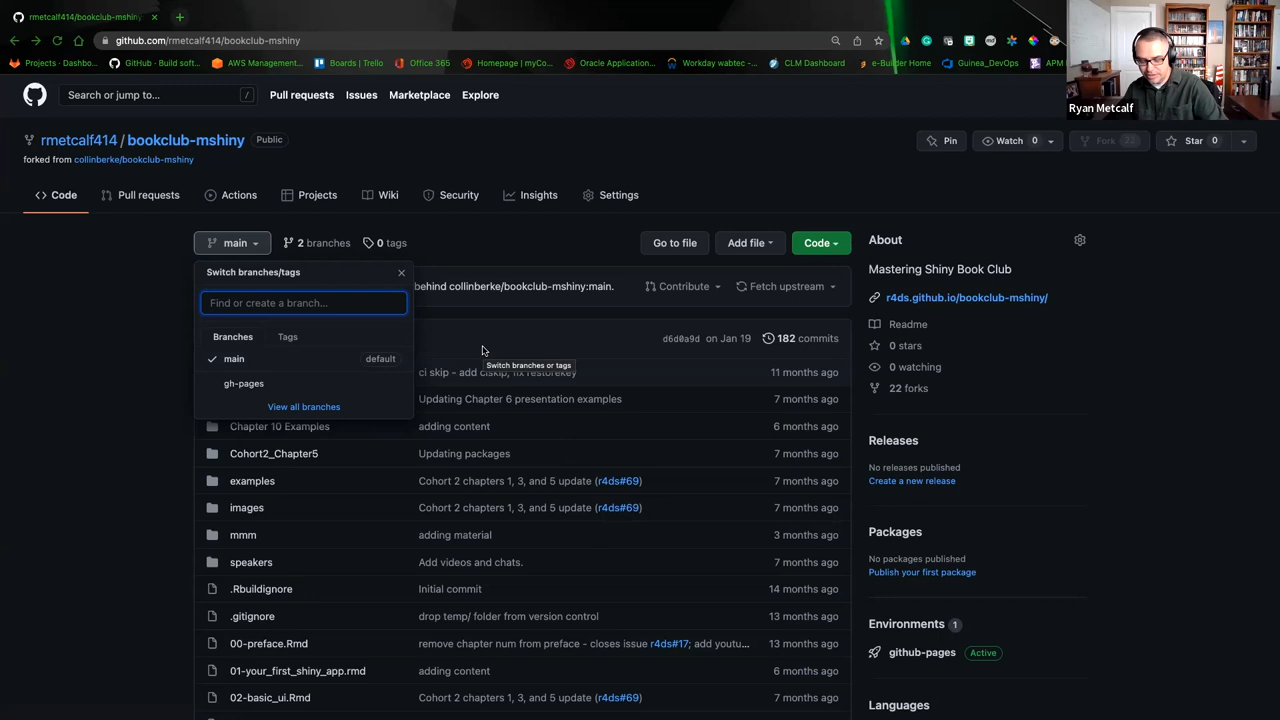 rmetcalf414/bookclub-mshiny
github.com/rmetcalf414/bookclub-mshiny
Projects · Dashbo...
GitHub · Build soft...
AWS Management...
Boards | Trello
Office 365
Homepage | myCo...
Oracle Application...
Workday wabtec -...
CLM Dashboard
e-Builder Home
Guinea_DevOps
APM
Ryan Metcalf
Search or jump to...
/
Pull requests
Issues
Marketplace
Explore
rmetcalf414 / bookclub-mshiny
Public
forked from collinberke/bookclub-mshiny
Pin
Watch 0
Fork 22
Star 0
Code
Pull requests
Actions
Projects
Wiki
Security
Insights
Settings
main
2 branches
0 tags
Go to file
Add file
Code
Switch branches/tags
Find or create a branch...
Branches
Tags
main
default
gh-pages
View all branches
behind collinberke/bookclub-mshiny:main.
Contribute
Fetch upstream
d6d0a9d on Jan 19
182 commits
Switch branches or tags
ci skip - add ciskip, fix restorekey
11 months ago
Updating Chapter 6 presentation examples
7 months ago
Chapter 10 Examples
adding content
6 months ago
Cohort2_Chapter5
Updating packages
7 months ago
examples
Cohort 2 chapters 1, 3, and 5 update (r4ds#69)
7 months ago
images
Cohort 2 chapters 1, 3, and 5 update (r4ds#69)
7 months ago
mmm
adding material
3 months ago
speakers
Add videos and chats.
7 months ago
.Rbuildignore
Initial commit
14 months ago
.gitignore
drop temp/ folder from version control
13 months ago
00-preface.Rmd
remove chapter num from preface - closes issue r4ds#17; add youtu...
13 months ago
01-your_first_shiny_app.rmd
adding content
6 months ago
02-basic_ui.Rmd
Cohort 2 chapters 1, 3, and 5 update (r4ds#69)
7 months ago
About
Mastering Shiny Book Club
r4ds.github.io/bookclub-mshiny/
Readme
0 stars
0 watching
22 forks
Releases
No releases published
Create a new release
Packages
No packages published
Publish your first package
Environments 1
github-pages
Active
Languages